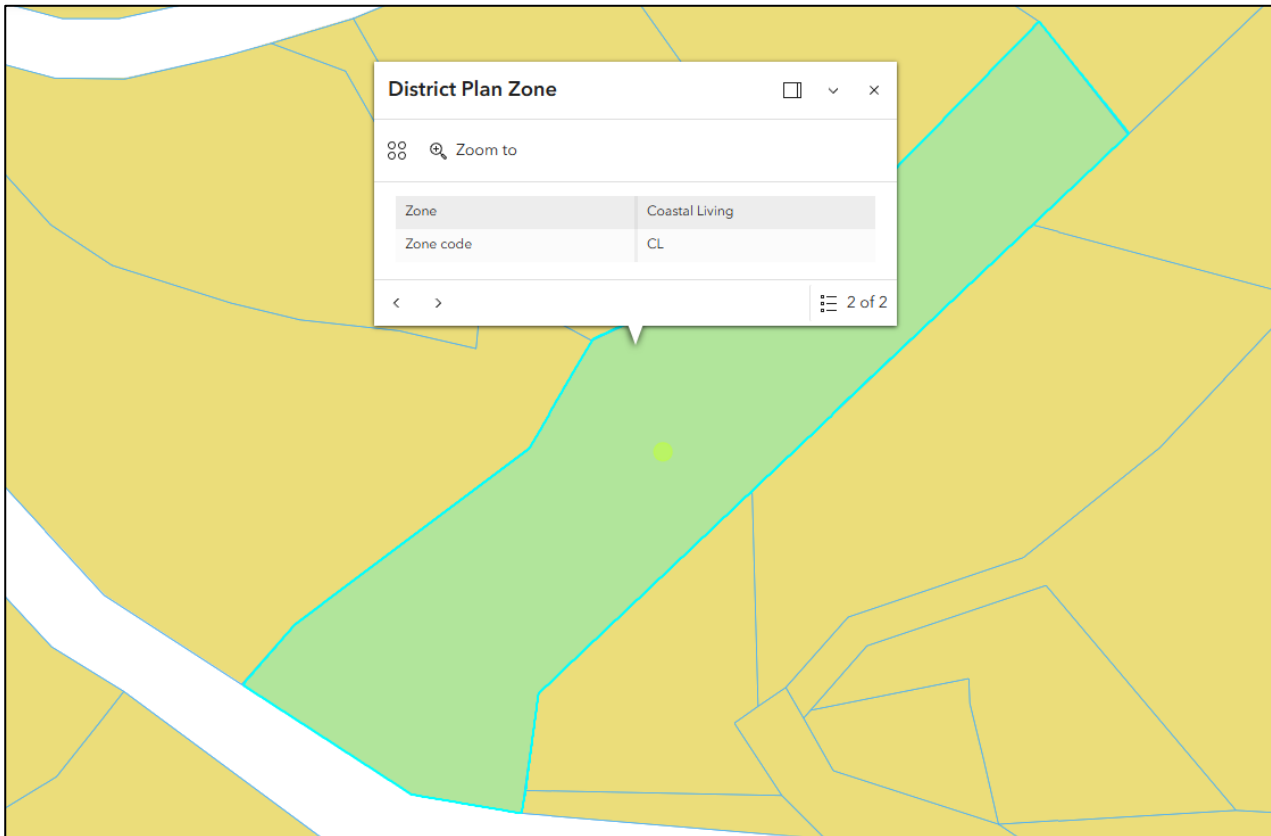 District Plan Zone
Zoom to
Zone Coastal Living
Zone code CL
2 of 2